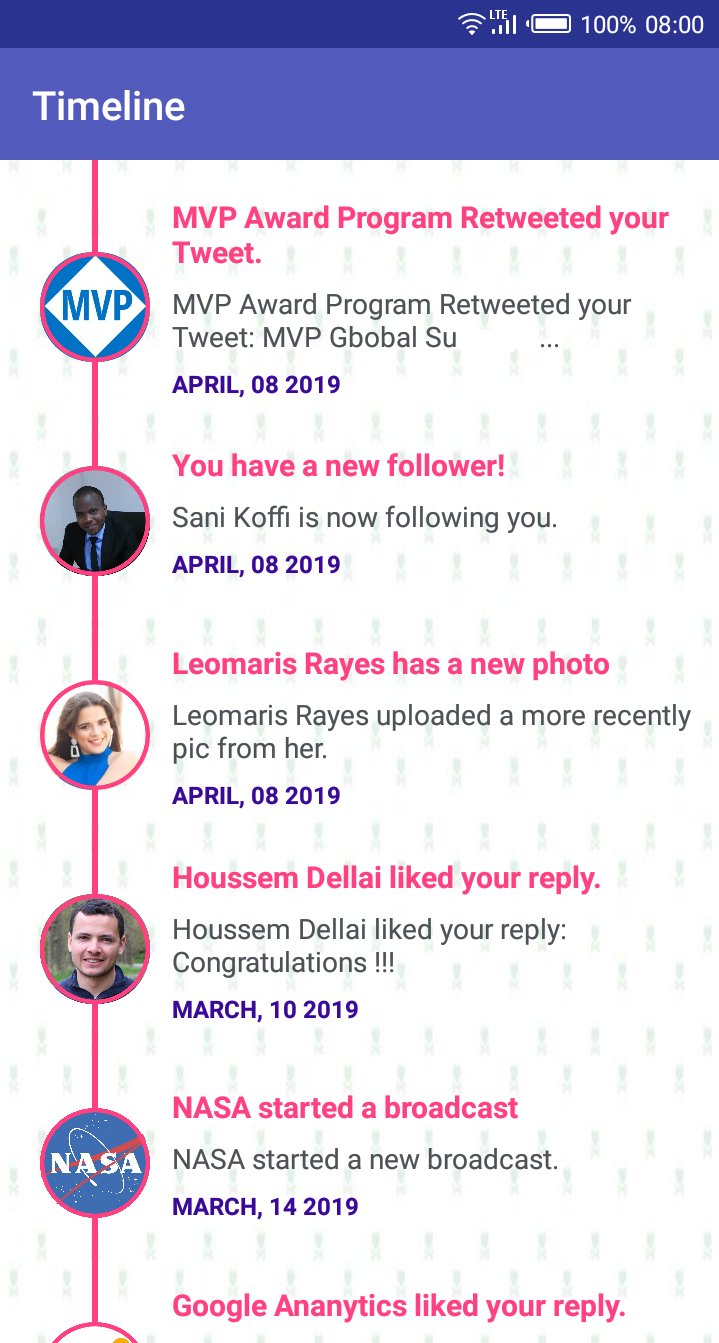 LTE 100% 08:00
Timeline
MVP Award Program Retweeted your
Tweet.
MVP
MVP Award Program Retweeted your
Tweet: MVP Gbobal Su ...
APRIL, 08 2019
You have a new follower!
Sani Koffi is now following you.
APRIL, 08 2019
Leomaris Rayes has a new photo
Leomaris Rayes uploaded a more recently
pic from her.
APRIL, 08 2019
Houssem Dellai liked your reply.
Houssem Dellai liked your reply:
Congratulations !!!
MARCH, 10 2019
NASA started a broadcast
NASA
NASA started a new broadcast.
MARCH, 14 2019
Google Ananytics liked your reply.